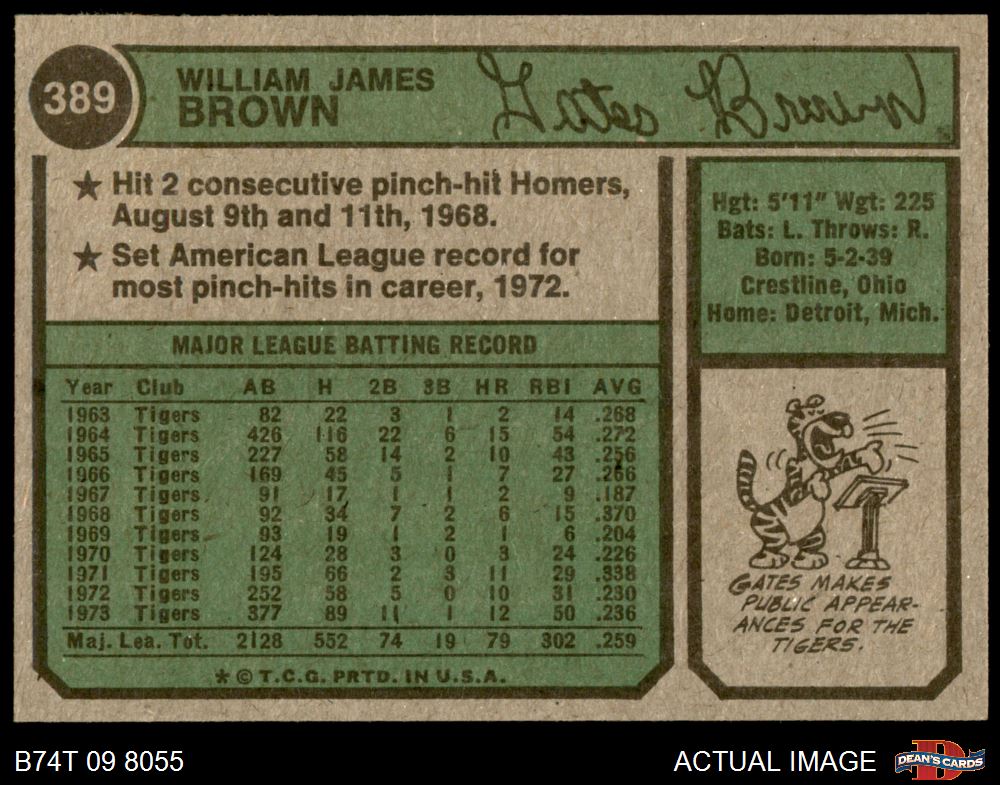 389
WILLIAM JAMES
BROWN
Gates Brown
★ Hit 2 consecutive pinch-hit Homers,
August 9th and 11th, 1968.
★ Set American League record for
most pinch-hits in career, 1972.
Hgt: 5'11" Wgt: 225
Bats: L. Throws: R.
Born: 5-2-39
Crestline, Ohio
Home: Detroit, Mich.
MAJOR LEAGUE BATTING RECORD
Year Club AB H 2B 3B HR RBI AVG
1963 Tigers 82 22 3 1 2 14 .268
1964 Tigers 426 116 22 6 15 54 .272
1965 Tigers 227 58 14 2 10 43 .256
1966 Tigers 169 45 5 1 7 27 .266
1967 Tigers 91 17 1 1 2 9 .187
1968 Tigers 92 34 7 2 6 15 .370
1969 Tigers 93 19 1 2 1 6 .204
1970 Tigers 124 28 3 0 3 24 .226
1971 Tigers 195 66 2 3 11 29 .338
1972 Tigers 252 58 5 0 10 31 .230
1973 Tigers 377 89 11 1 12 50 .236
Maj. Lea. Tot. 2128 552 74 19 79 302 .259
* © T.C.G. PRTD. IN U.S.A.
GATES MAKES
PUBLIC APPEAR-
ANCES FOR THE
TIGERS.
B74T 09 8055
ACTUAL IMAGE
DEAN'S CARDS